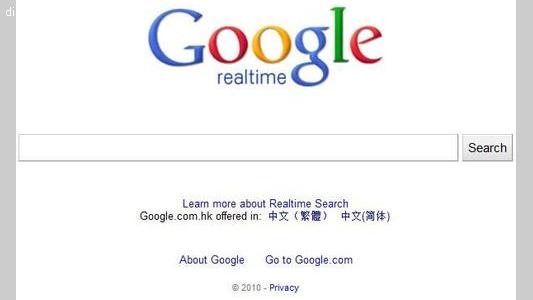 di
Google
realtime
Search
Learn more about Realtime Search
Google.com.hk offered in: 中文（繁體） 中文(简体)
About Google Go to Google.com
© 2010 - Privacy